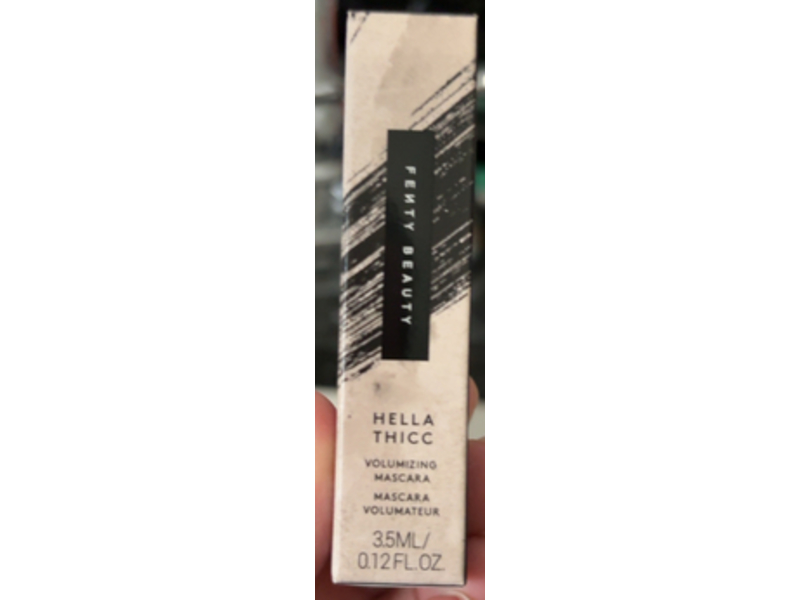 FENTY BEAUTY
HELLA
THICC
VOLUMIZING
MASCARA
MASCARA
VOLUMATEUR
3.5ML/
0.12 FL.OZ.